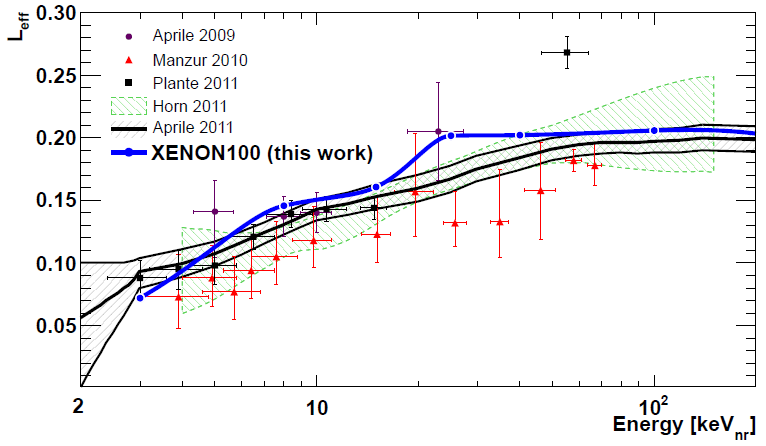 L_eff
0.30
0.25
0.20
0.15
0.10
0.05
Aprile 2009
Manzur 2010
Plante 2011
Horn 2011
Aprile 2011
XENON100 (this work)
2 10 10²
Energy [keV_nr]